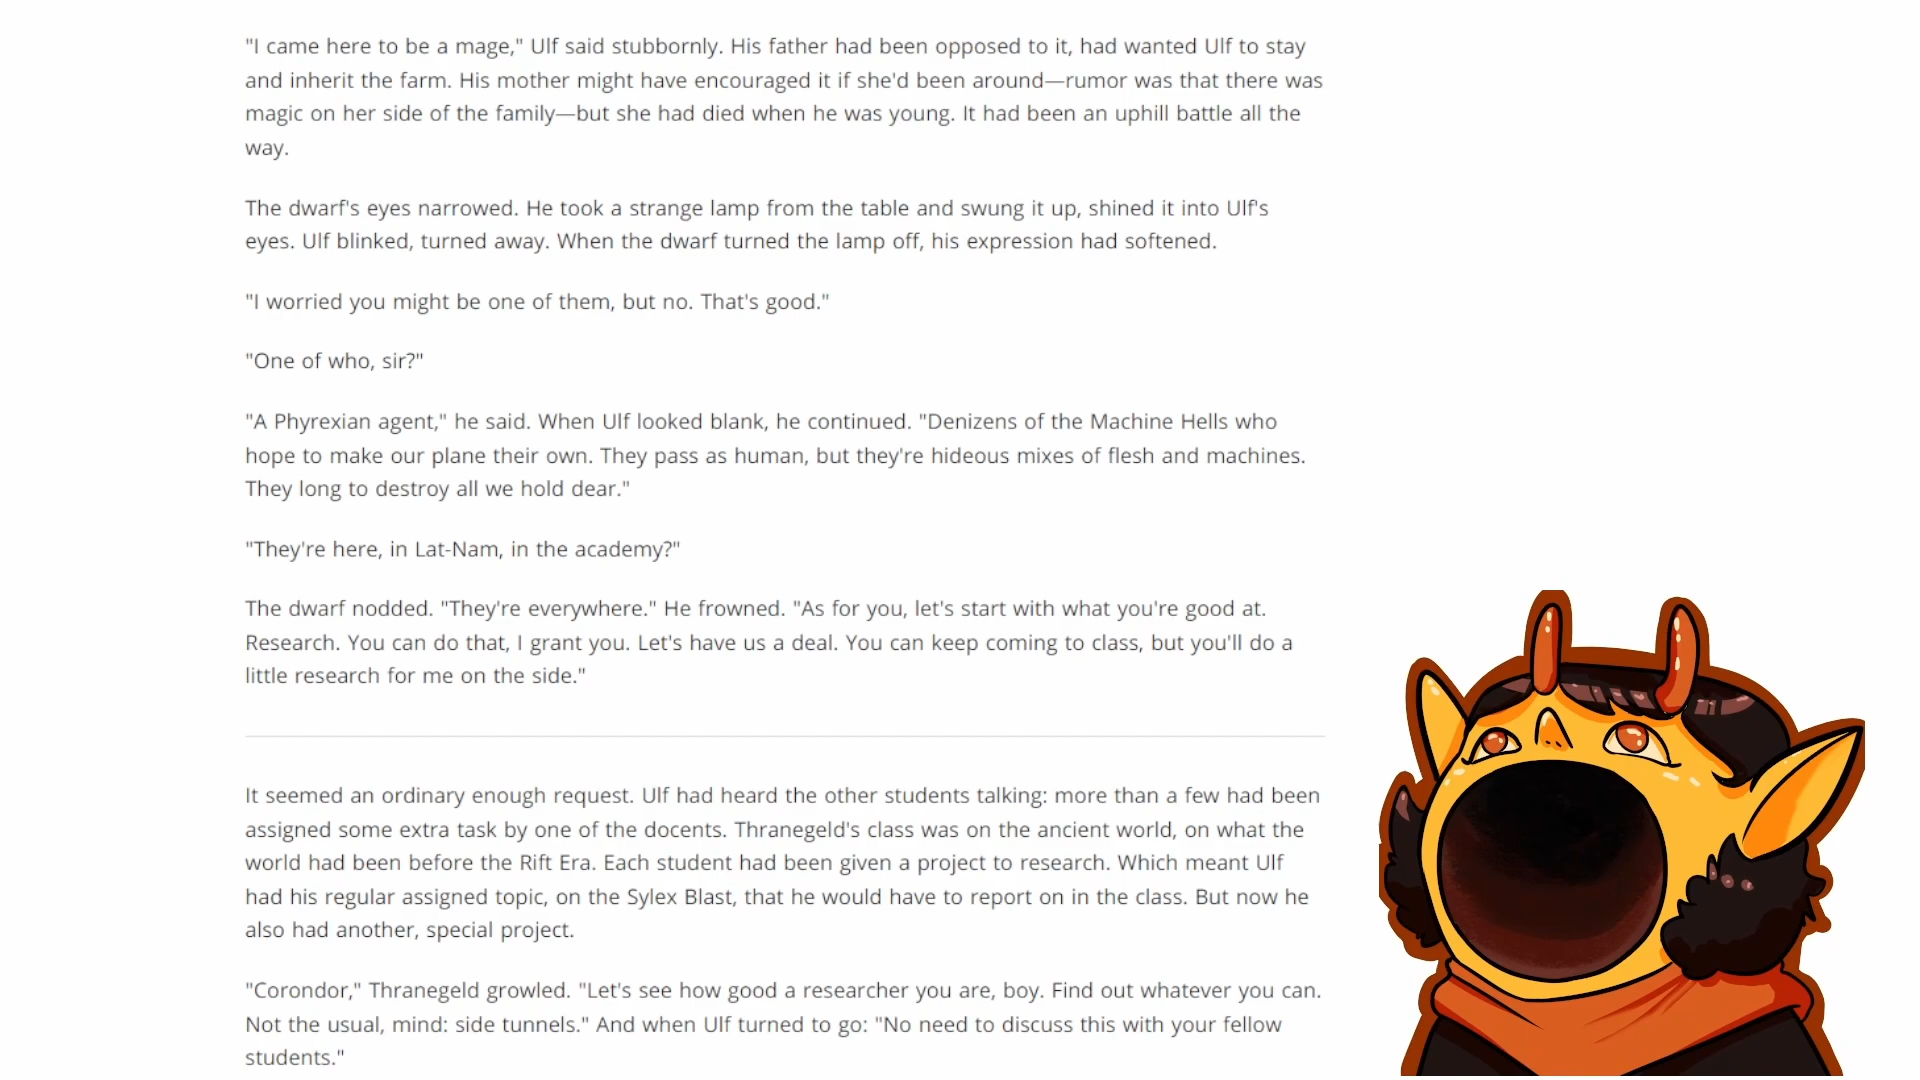 "I came here to be a mage," Ulf said stubbornly. His father had been opposed to it, had wanted Ulf to stay
and inherit the farm. His mother might have encouraged it if she'd been around—rumor was that there was
magic on her side of the family—but she had died when he was young. It had been an uphill battle all the
way.
The dwarf's eyes narrowed. He took a strange lamp from the table and swung it up, shined it into Ulf's
eyes. Ulf blinked, turned away. When the dwarf turned the lamp off, his expression had softened.
"I worried you might be one of them, but no. That's good."
"One of who, sir?"
"A Phyrexian agent," he said. When Ulf looked blank, he continued. "Denizens of the Machine Hells who
hope to make our plane their own. They pass as human, but they're hideous mixes of flesh and machines.
They long to destroy all we hold dear."
"They're here, in Lat-Nam, in the academy?"
The dwarf nodded. "They're everywhere." He frowned. "As for you, let's start with what you're good at.
Research. You can do that, I grant you. Let's have us a deal. You can keep coming to class, but you'll do a
little research for me on the side."
It seemed an ordinary enough request. Ulf had heard the other students talking: more than a few had been
assigned some extra task by one of the docents. Thranegeld's class was on the ancient world, on what the
world had been before the Rift Era. Each student had been given a project to research. Which meant Ulf
had his regular assigned topic, on the Sylex Blast, that he would have to report on in the class. But now he
also had another, special project.
"Corondor," Thranegeld growled. "Let's see how good a researcher you are, boy. Find out whatever you can.
Not the usual, mind: side tunnels." And when Ulf turned to go: "No need to discuss this with your fellow
students."